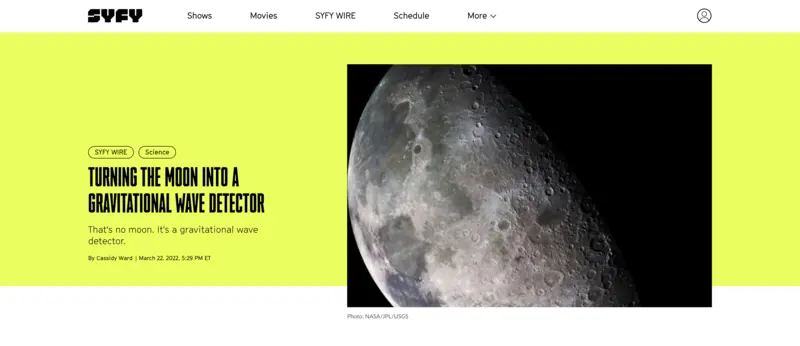 SYFY
Shows
Movies
SYFY WIRE
Schedule
More
SYFY WIRE
Science
TURNING THE MOON INTO A
GRAVITATIONAL WAVE DETECTOR
That's no moon. It's a gravitational wave
detector.
By Cassidy Ward | March 22, 2022, 5:29 PM ET
Photo: NASA/JPL/USGS